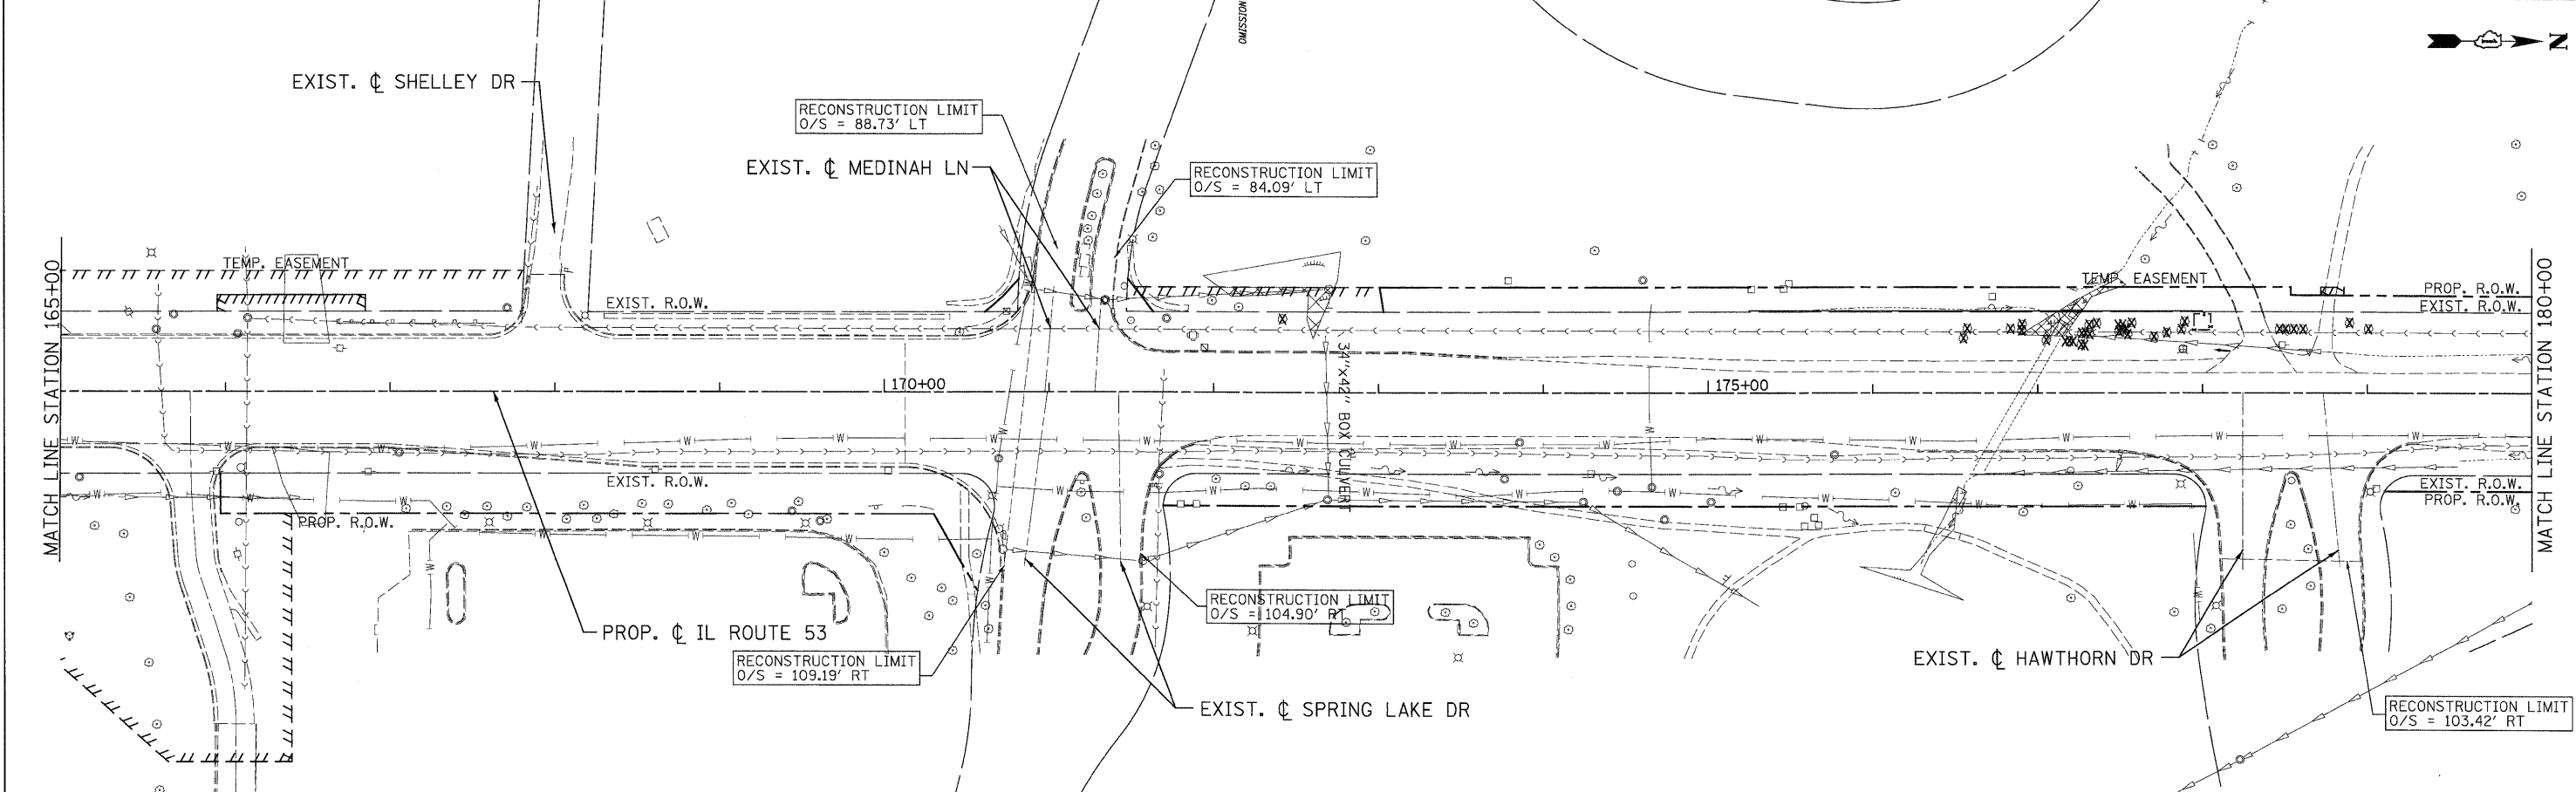 OMISSION
N
EXIST. ℄ SHELLEY DR
RECONSTRUCTION LIMIT
O/S = 88.73' LT
EXIST. ℄ MEDINAH LN
RECONSTRUCTION LIMIT
O/S = 84.09' LT
MATCH LINE STATION 165+00
TEMP. EASEMENT
EXIST. R.O.W.
TEMP. EASEMENT
PROP. R.O.W.
EXIST. R.O.W.
MATCH LINE STATION 180+00
170+00
175+00
34"x42" BOX CULVERT
W W W W W W W W W W W W
EXIST. R.O.W.
EXIST. R.O.W.
PROP. R.O.W.
PROP. R.O.W.
PROP. ℄ IL ROUTE 53
RECONSTRUCTION LIMIT
O/S = 109.19' RT
RECONSTRUCTION LIMIT
O/S = 104.90' RT
EXIST. ℄ SPRING LAKE DR
EXIST. ℄ HAWTHORN DR
RECONSTRUCTION LIMIT
O/S = 103.42' RT